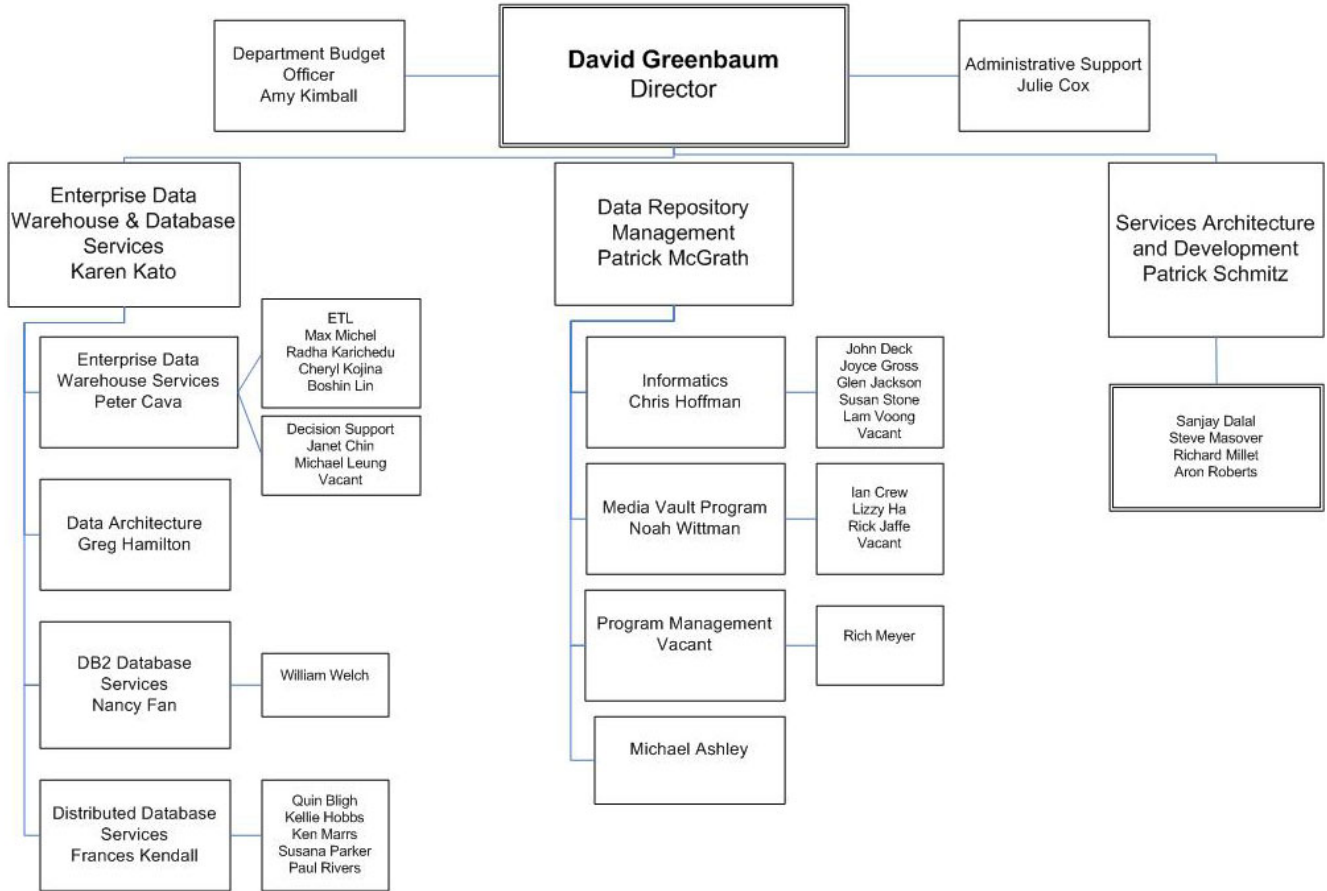 Department Budget
Officer
Amy Kimball
David Greenbaum
Director
Administrative Support
Julie Cox
Enterprise Data
Warehouse & Database
Services
Karen Kato
Enterprise Data
Warehouse Services
Peter Cava
ETL
Max Michel
Radha Karichedu
Cheryl Kojina
Boshin Lin
Decision Support
Janet Chin
Michael Leung
Vacant
Data Architecture
Greg Hamilton
DB2 Database
Services
Nancy Fan
William Welch
Distributed Database
Services
Frances Kendall
Quin Bligh
Kellie Hobbs
Ken Marrs
Susana Parker
Paul Rivers
Data Repository
Management
Patrick McGrath
Informatics
Chris Hoffman
John Deck
Joyce Gross
Glen Jackson
Susan Stone
Lam Voong
Vacant
Media Vault Program
Noah Wittman
Ian Crew
Lizzy Ha
Rick Jaffe
Vacant
Program Management
Vacant
Rich Meyer
Michael Ashley
Services Architecture
and Development
Patrick Schmitz
Sanjay Dalal
Steve Masover
Richard Millet
Aron Roberts